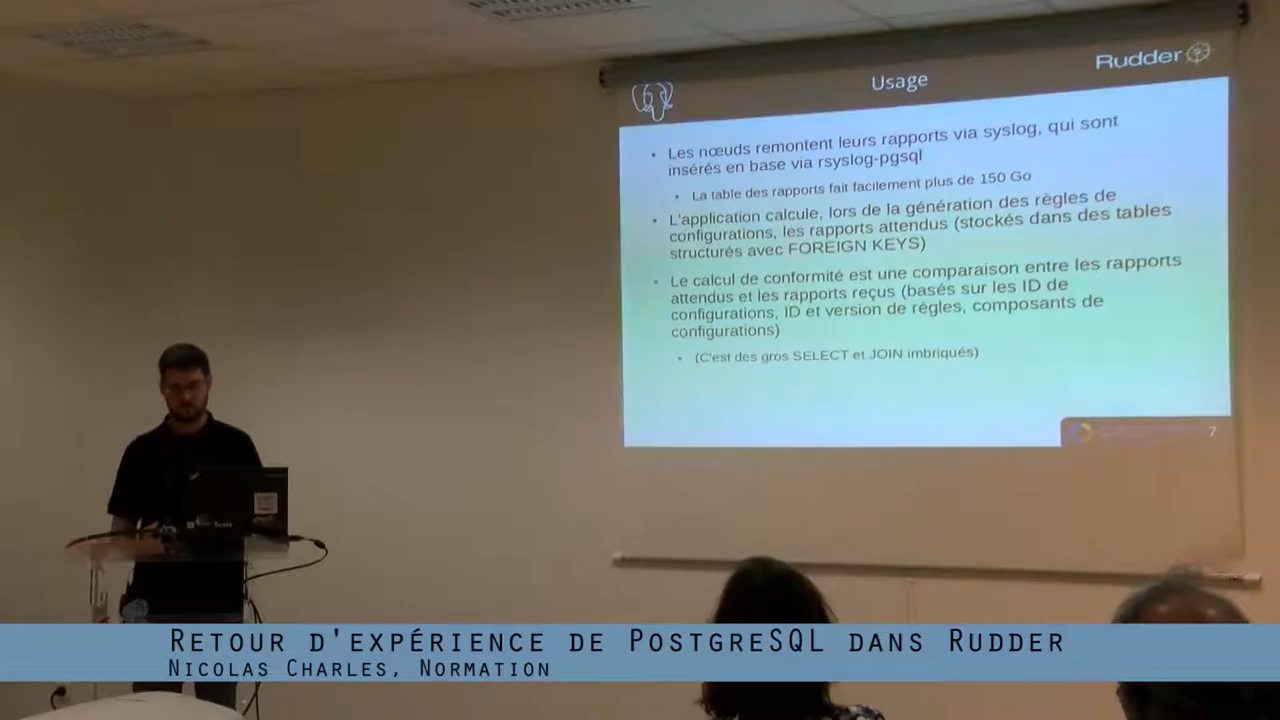 Usage
Rudder
Les nœuds remontent leurs rapports via syslog, qui sont
insérés en base via rsyslog-pgsql
La table des rapports fait facilement plus de 150 Go
L'application calcule, lors de la génération des règles de
configurations, les rapports attendus (stockés dans des tables
structurés avec FOREIGN KEYS)
Le calcul de conformité est une comparaison entre les rapports
attendus et les rapports reçus (basés sur les ID de
configurations, ID et version de règles, composants de
configurations)
(C'est des gros SELECT et JOIN imbriqués)
7
Retour d'expérience de PostgreSQL dans Rudder
Nicolas Charles, Normation